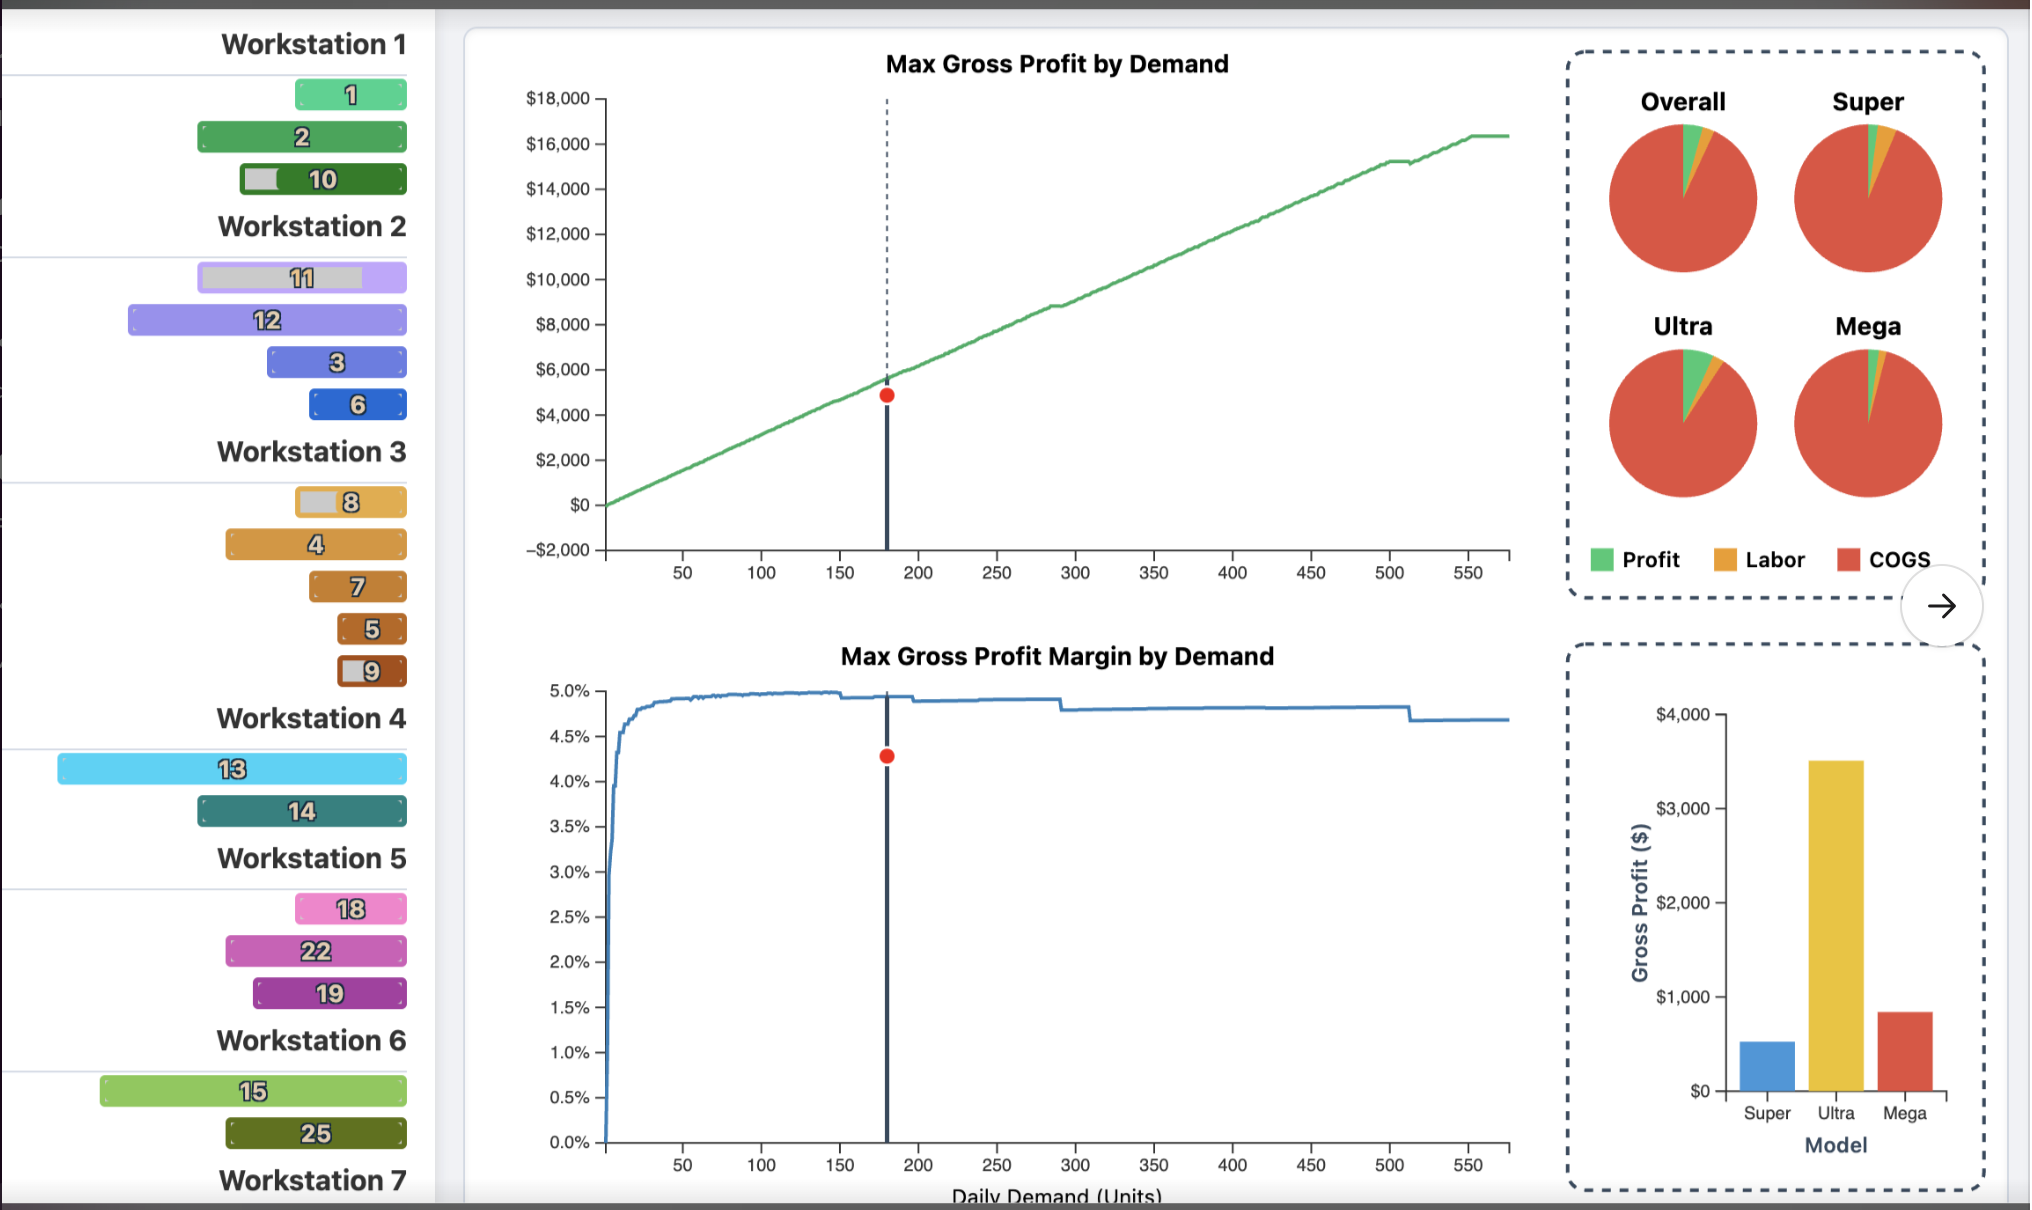 Workstation 1
1
2
10
Workstation 2
11
12
3
6
Workstation 3
8
4
7
5
9
Workstation 4
13
14
Workstation 5
18
22
19
Workstation 6
15
25
Workstation 7
Max Gross Profit by Demand
$18,000
$16,000
$14,000
$12,000
$10,000
$8,000
$6,000
$4,000
$2,000
$0
−$2,000
50 100 150 200 250 300 350 400 450 500 550
Max Gross Profit Margin by Demand
5.0%
4.5%
4.0%
3.5%
3.0%
2.5%
2.0%
1.5%
1.0%
0.5%
0.0%
50 100 150 200 250 300 350 400 450 500 550
Daily Demand (Units)
Overall Super
Ultra Mega
Profit Labor COGS
$4,000
$3,000
$2,000
$1,000
$0
Gross Profit ($)
Super Ultra Mega
Model